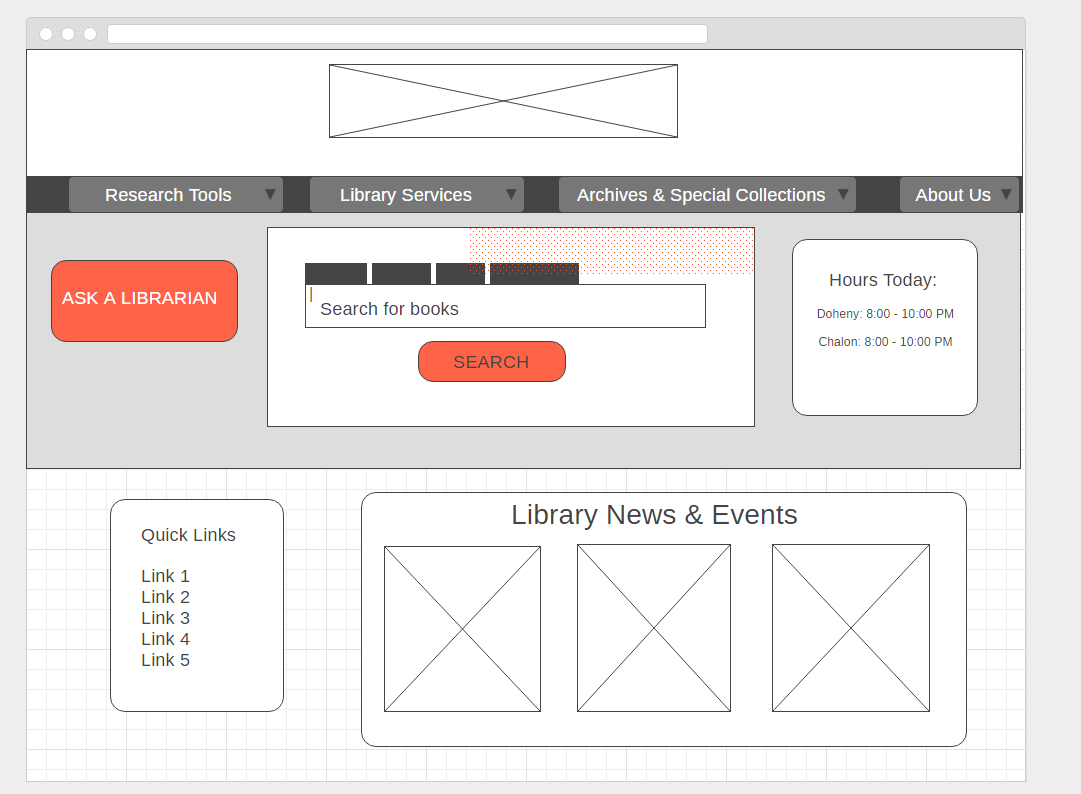 Research Tools ▼
Library Services ▼
Archives & Special Collections ▼
About Us ▼
ASK A LIBRARIAN
Search for books
SEARCH
Hours Today:
Doheny: 8:00 - 10:00 PM
Chalon: 8:00 - 10:00 PM
Quick Links
Link 1
Link 2
Link 3
Link 4
Link 5
Library News & Events